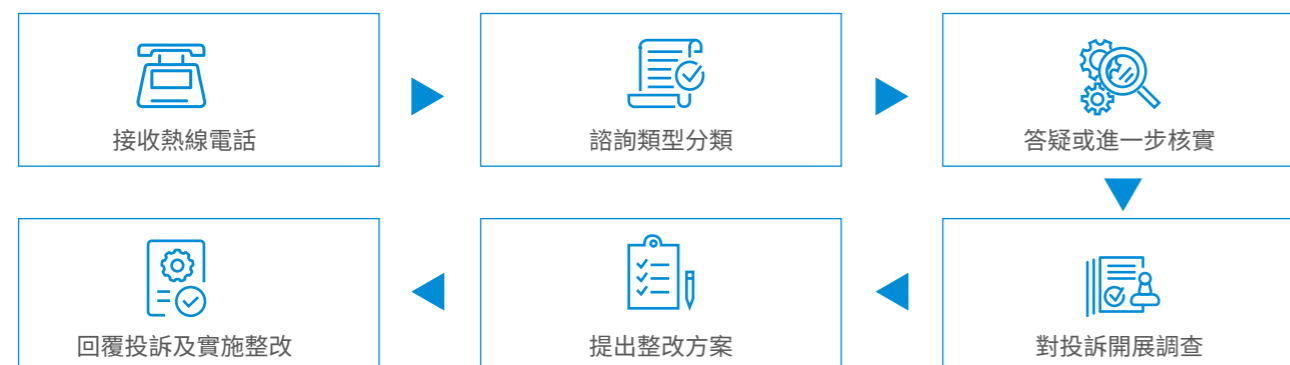 接收熱線電話
諮詢類型分類
答疑或進一步核實
對投訴開展調查
提出整改方案
回覆投訴及實施整改